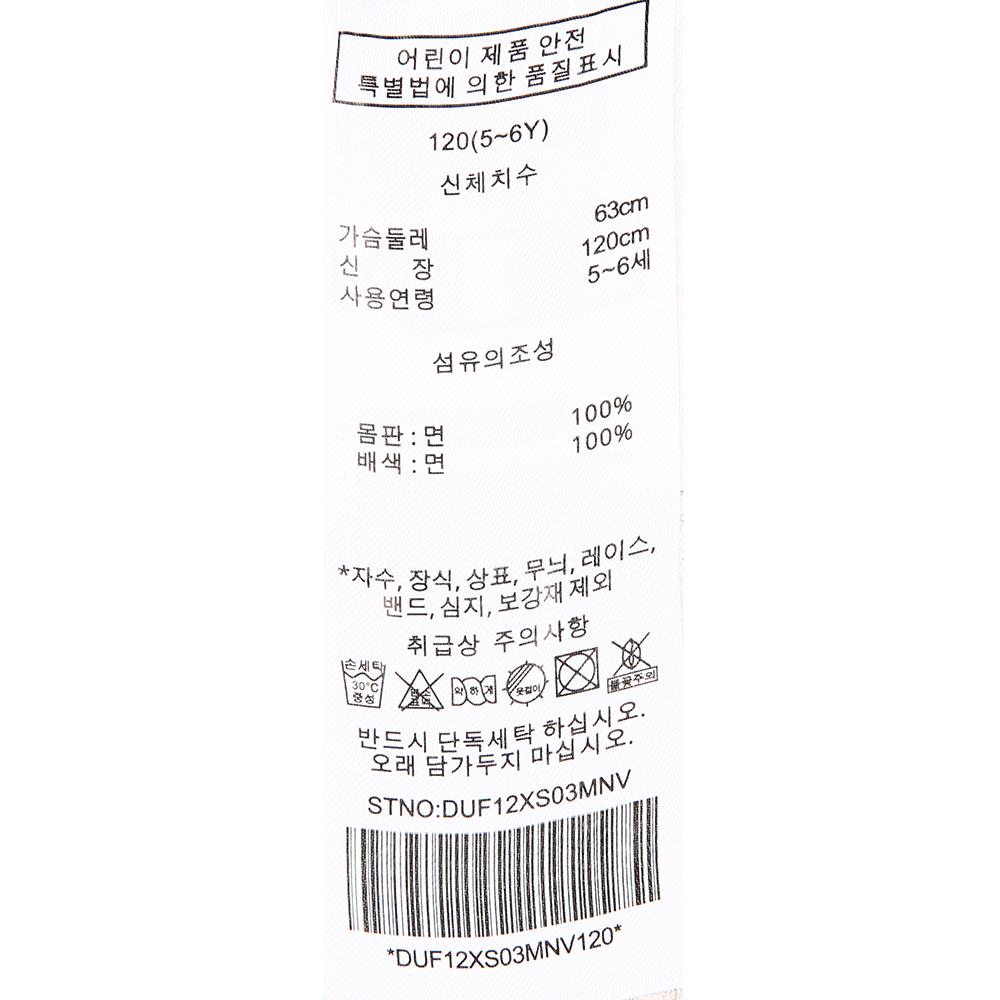 어린이 제품 안전
특별법에 의한 품질표시
120(5~6Y)
신체치수
가슴둘레 63cm
신 장 120cm
사용연령 5~6세
섬유의조성
몸판 : 면 100%
배색 : 면 100%
*자수, 장식, 상표, 무늬, 레이스,
밴드, 심지, 보강재 제외
취급상 주의사항
손세탁
30°C
중성
염소
표백
약하게
옷걸이
불꽃주의
반드시 단독세탁 하십시오.
오래 담가두지 마십시오.
STNO:DUF12XS03MNV
*DUF12XS03MNV120*